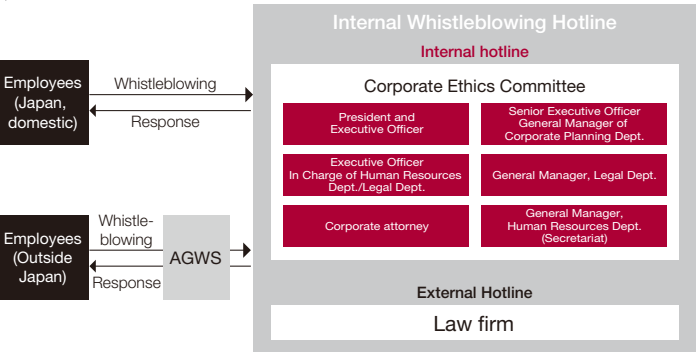 Internal Whistleblowing Hotline
Internal hotline
Employees
(Japan,
domestic)
Whistleblowing
Response
Corporate Ethics Committee
President and
Executive Officer
Senior Executive Officer
General Manager of
Corporate Planning Dept.
Executive Officer
In Charge of Human Resources
Dept./Legal Dept.
General Manager, Legal Dept.
Corporate attorney
General Manager,
Human Resources Dept.
(Secretariat)
Employees
(Outside
Japan)
Whistle-
blowing
Response
AGWS
External Hotline
Law firm